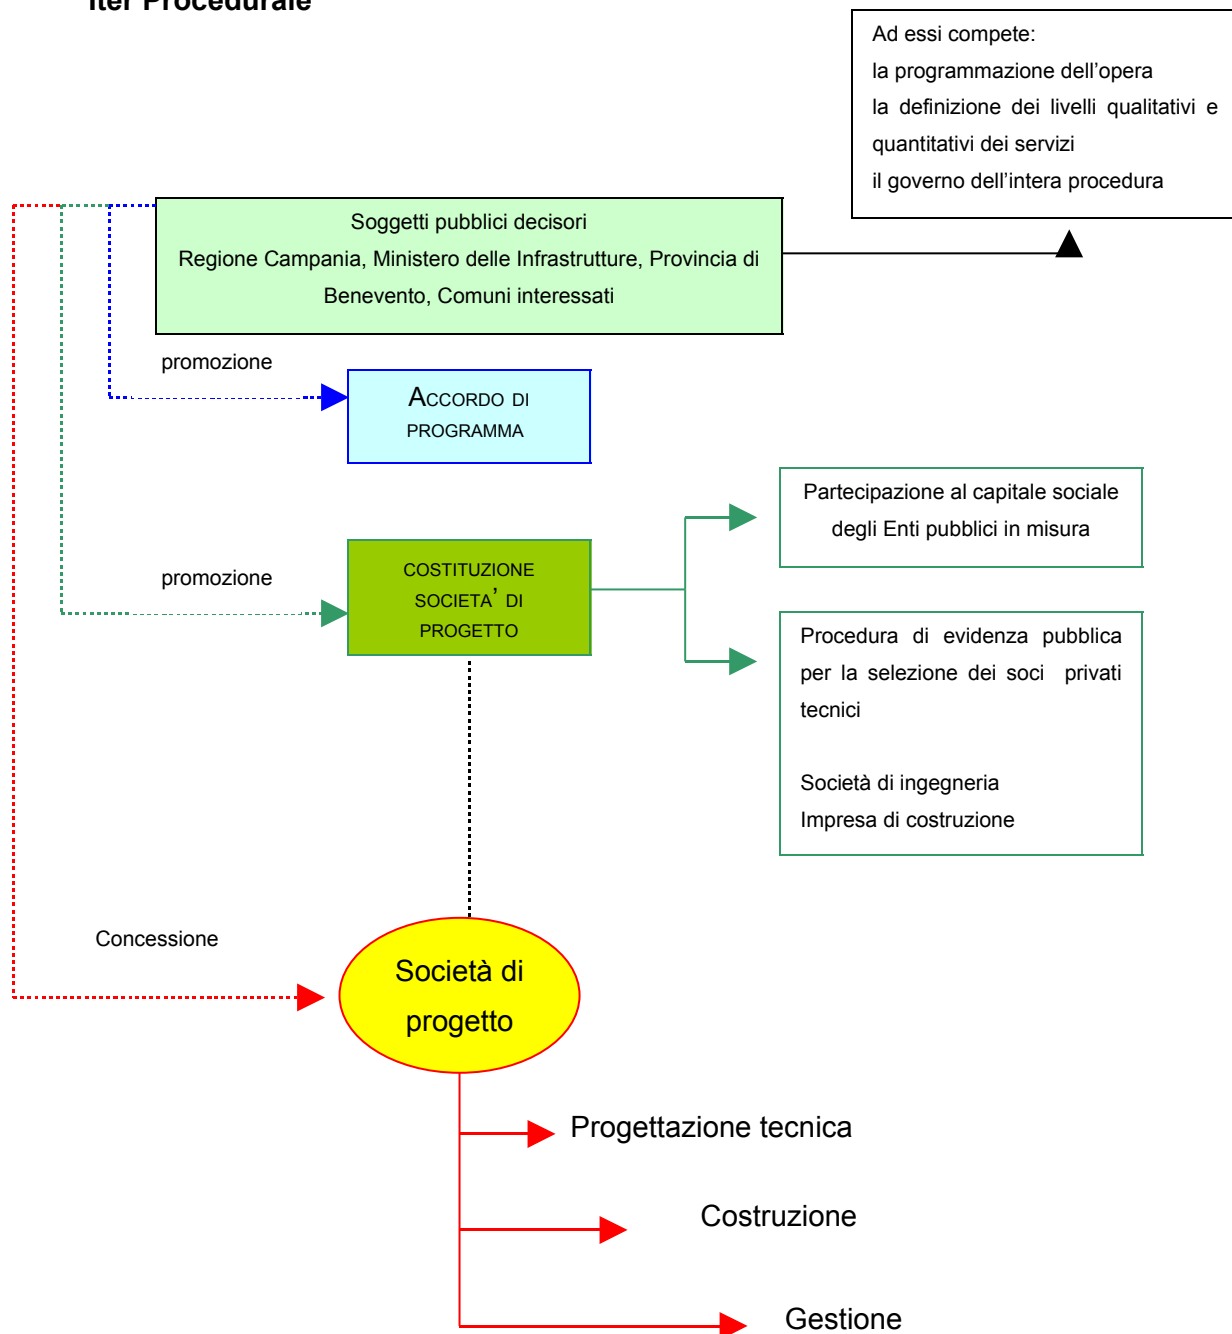 Iter Procedurale
Ad essi compete:
la programmazione dell'opera
la definizione dei livelli qualitativi e
quantitativi dei servizi
il governo dell'intera procedura
Soggetti pubblici decisori
Regione Campania, Ministero delle Infrastrutture, Provincia di
Benevento, Comuni interessati
promozione
ACCORDO DI
PROGRAMMA
Partecipazione al capitale sociale
degli Enti pubblici in misura
promozione
COSTITUZIONE
SOCIETA' DI
PROGETTO
Procedura di evidenza pubblica
per la selezione dei soci privati
tecnici
Società di ingegneria
Impresa di costruzione
Concessione
Società di
progetto
Progettazione tecnica
Costruzione
Gestione